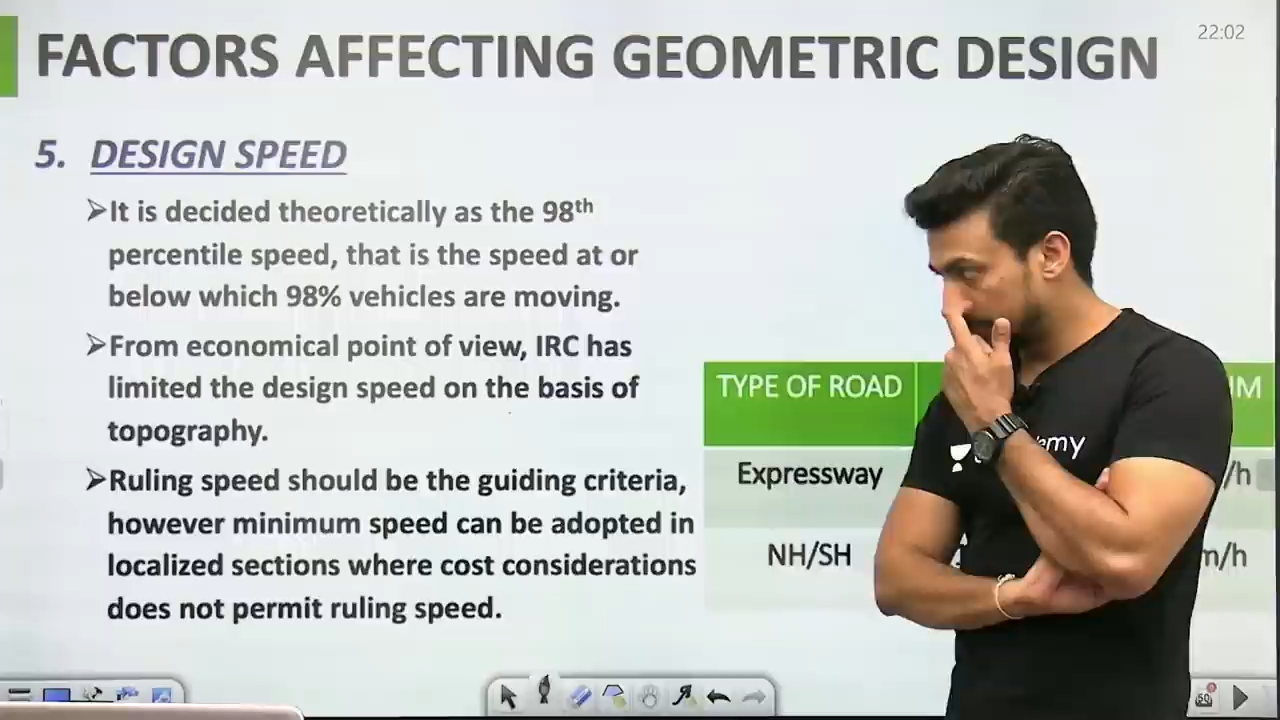 22:02
FACTORS AFFECTING GEOMETRIC DESIGN
5. DESIGN SPEED
➢It is decided theoretically as the 98th
percentile speed, that is the speed at or
below which 98% vehicles are moving.
➢From economical point of view, IRC has
limited the design speed on the basis of
topography.
➢Ruling speed should be the guiding criteria,
however minimum speed can be adopted in
localized sections where cost considerations
does not permit ruling speed.
TYPE OF ROAD
Expressway /h
NH/SH m/h